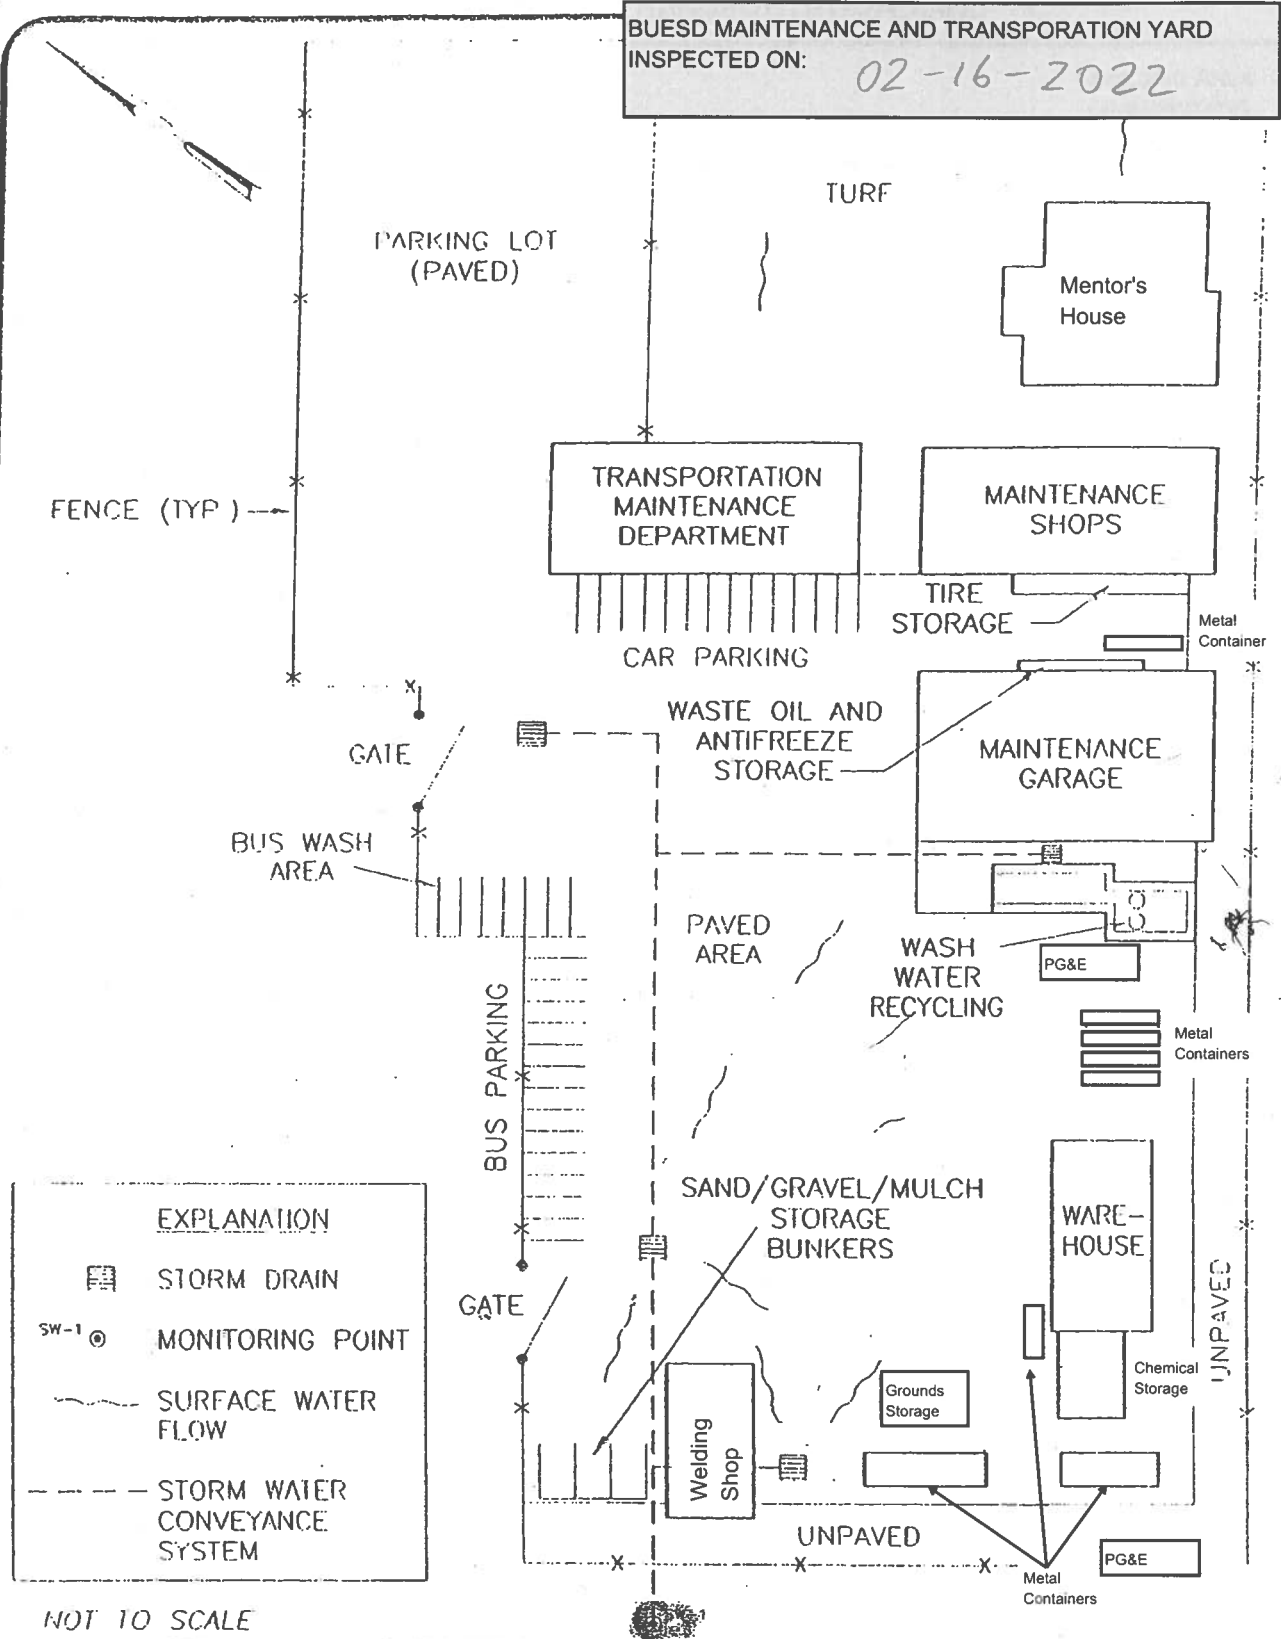 BUESD MAINTENANCE AND TRANSPORATION YARD
INSPECTED ON: 02-16-2022
TURF
PARKING LOT
(PAVED)
Mentor's
House
TRANSPORTATION
MAINTENANCE
DEPARTMENT
MAINTENANCE
SHOPS
FENCE (TYP)
TIRE
STORAGE
Metal
Container
CAR PARKING
WASTE OIL AND
ANTIFREEZE
STORAGE
MAINTENANCE
GARAGE
GATE
BUS WASH
AREA
PAVED
AREA
WASH
WATER
RECYCLING
PG&E
Metal
Containers
BUS PARKING
SAND/GRAVEL/MULCH
STORAGE
BUNKERS
WARE-
HOUSE
UNPAVED
GATE
Chemical
Storage
Grounds
Storage
Welding
Shop
UNPAVED
PG&E
Metal
Containers
EXPLANATION
STORM DRAIN
SW-1 MONITORING POINT
SURFACE WATER
FLOW
STORM WATER
CONVEYANCE
SYSTEM
NOT TO SCALE